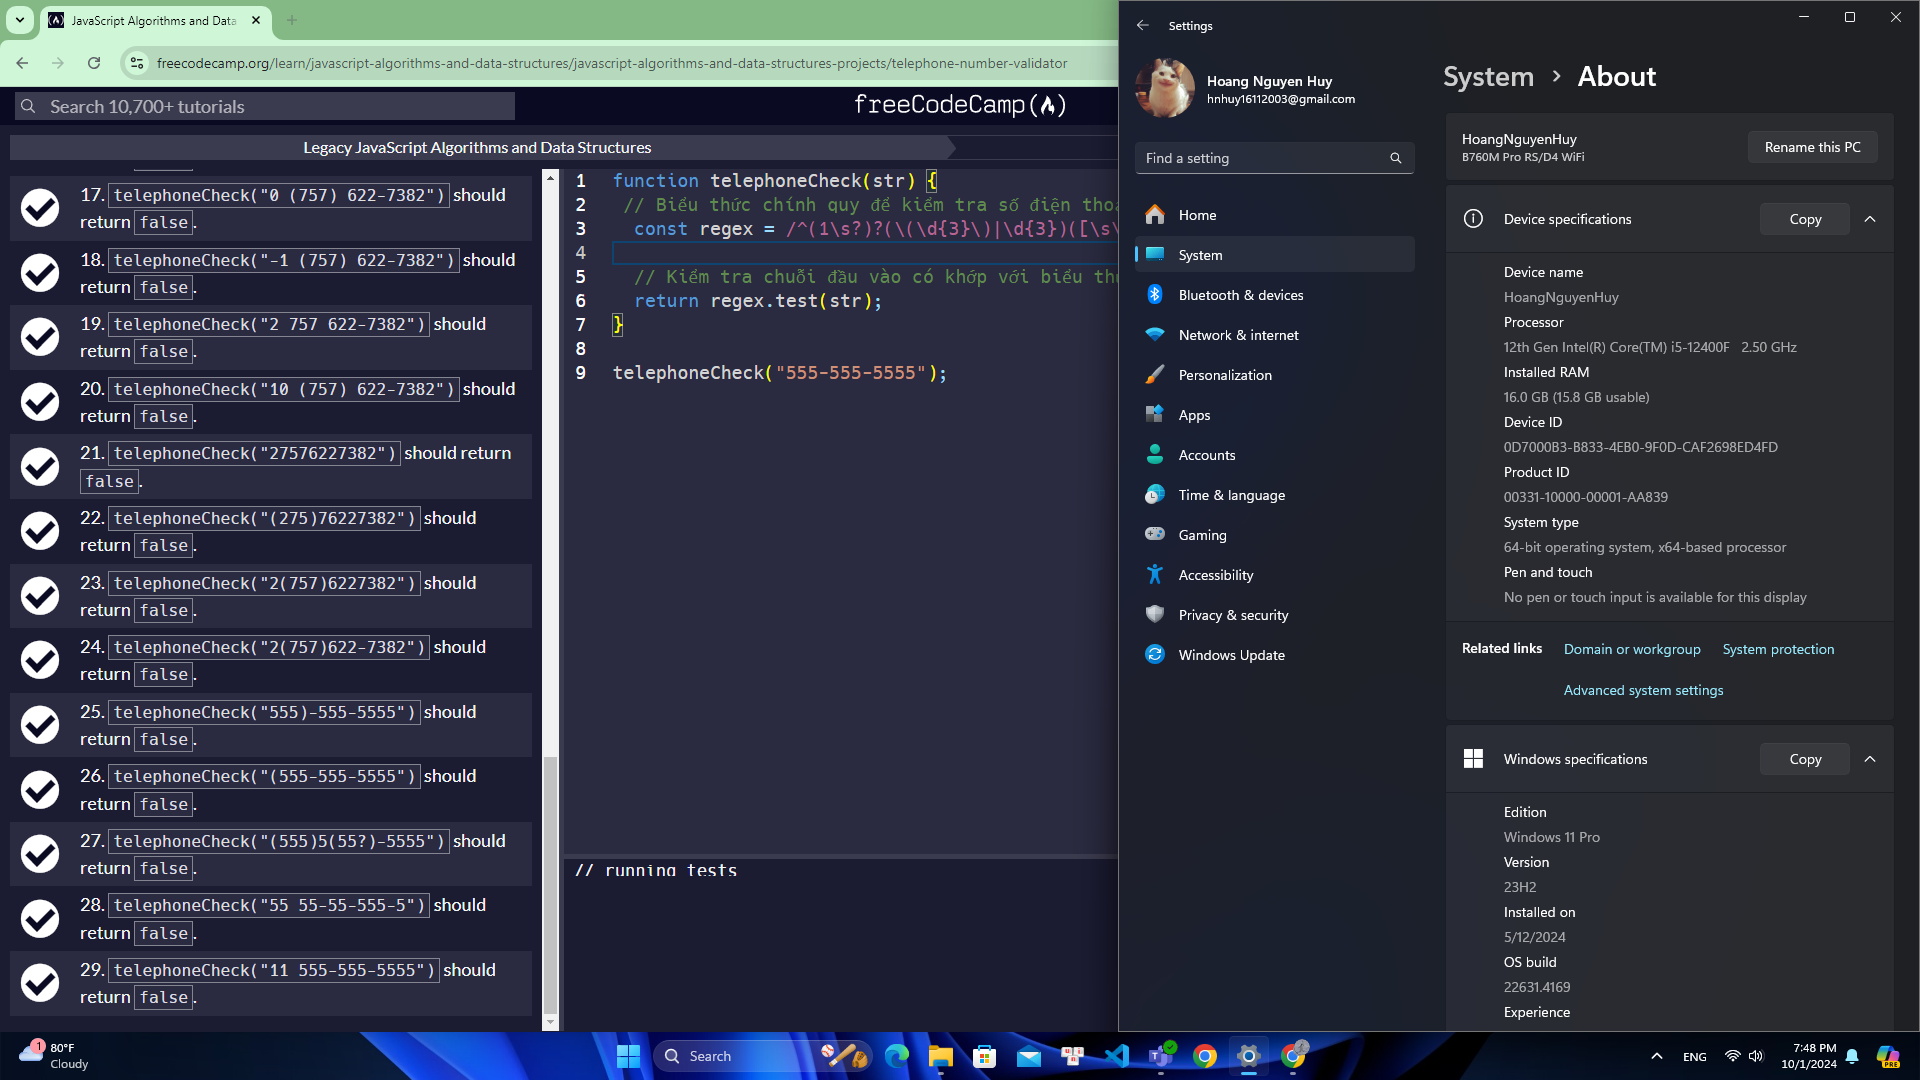 JavaScript Algorithms and Data
freecodecamp.org/learn/javascript-algorithms-and-data-structures/javascript-algorithms-and-data-structures-projects/telephone-number-validator
Search 10,700+ tutorials
freeCodeCamp
Legacy JavaScript Algorithms and Data Structures
17. telephoneCheck("0 (757) 622-7382") should
return false.
18. telephoneCheck("-1 (757) 622-7382") should
return false.
19. telephoneCheck("2 757 622-7382") should
return false.
20. telephoneCheck("10 (757) 622-7382") should
return false.
21. telephoneCheck("27576227382") should return
false.
22. telephoneCheck("(275)76227382") should
return false.
23. telephoneCheck("2(757)6227382") should
return false.
24. telephoneCheck("2(757)622-7382") should
return false.
25. telephoneCheck("555)-555-5555") should
return false.
26. telephoneCheck("(555-555-5555") should
return false.
27. telephoneCheck("(555)5(55?)-5555") should
return false.
28. telephoneCheck("55 55-55-555-5") should
return false.
29. telephoneCheck("11 555-555-5555") should
return false.
1 function telephoneCheck(str) {
2 // Biểu thức chính quy để kiểm tra số điện
3 const regex = /^(1\s?)?(\(\d{3}\)|\d{3})([\s\
4
5 // Kiểm tra chuỗi đầu vào có khớp với biểu
6 return regex.test(str);
7 }
8
9 telephoneCheck("555-555-5555");
// running tests
Settings
Hoang Nguyen Huy
hnhuy16112003@gmail.com
Find a setting
Home
System
Bluetooth & devices
Network & internet
Personalization
Apps
Accounts
Time & language
Gaming
Accessibility
Privacy & security
Windows Update
System > About
HoangNguyenHuy
B760M Pro RS/D4 WiFi
Rename this PC
Device specifications
Copy
Device name
HoangNguyenHuy
Processor
12th Gen Intel(R) Core(TM) i5-12400F 2.50 GHz
Installed RAM
16.0 GB (15.8 GB usable)
Device ID
0D7000B3-B833-4EB0-9F0D-CAF2698ED4FD
Product ID
00331-10000-00001-AA839
System type
64-bit operating system, x64-based processor
Pen and touch
No pen or touch input is available for this display
Related links Domain or workgroup System protection
Advanced system settings
Windows specifications
Copy
Edition
Windows 11 Pro
Version
23H2
Installed on
5/12/2024
OS build
22631.4169
Experience
1
80°F
Cloudy
Search
ENG
7:48 PM
10/1/2024
PRE